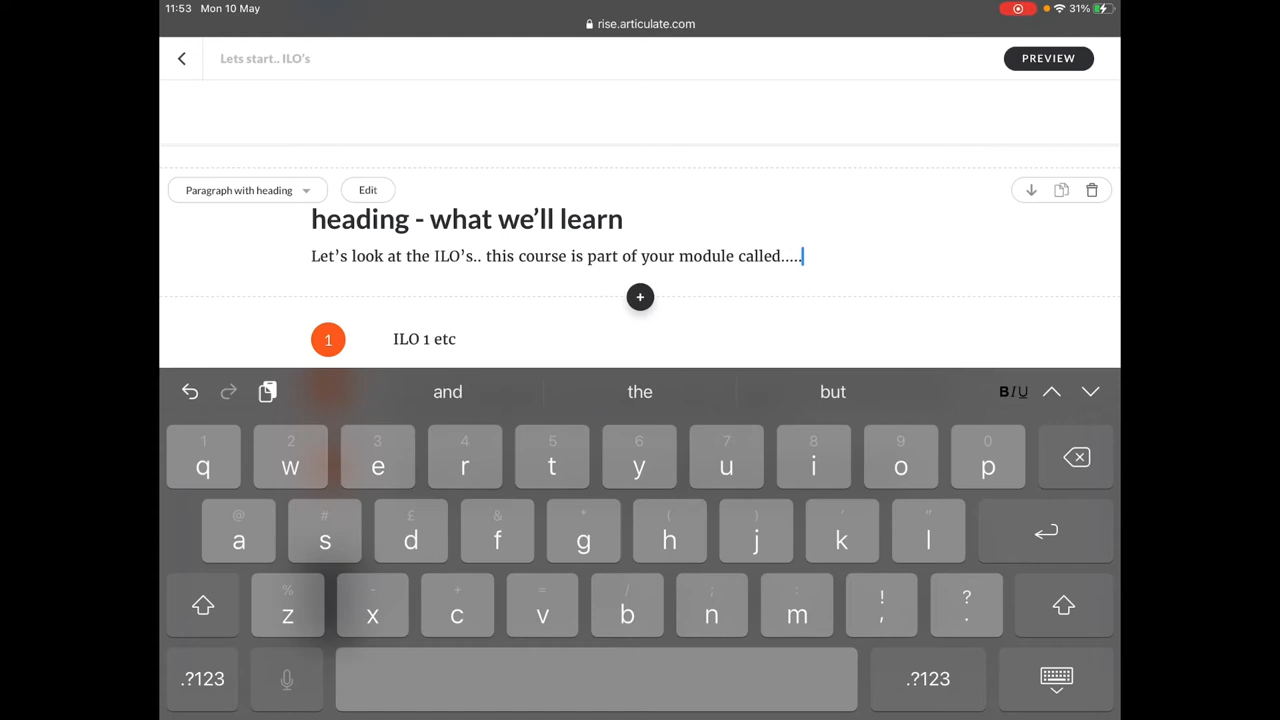 11:53 Mon 10 May 31%
rise.articulate.com
Lets start.. ILO's PREVIEW
Paragraph with heading Edit
heading - what we’ll learn
Let’s look at the ILO’s.. this course is part of your module called.....
+
1 ILO 1 etc
and the but BIU
1 2 3 4 5 6 7 8 9 0
q w e r t y u i o p
@ # £ & * ( ) ' "
a s d f g h j k l
% - + = / ; : ! ?
z x c v b n m , .
.?123 .?123